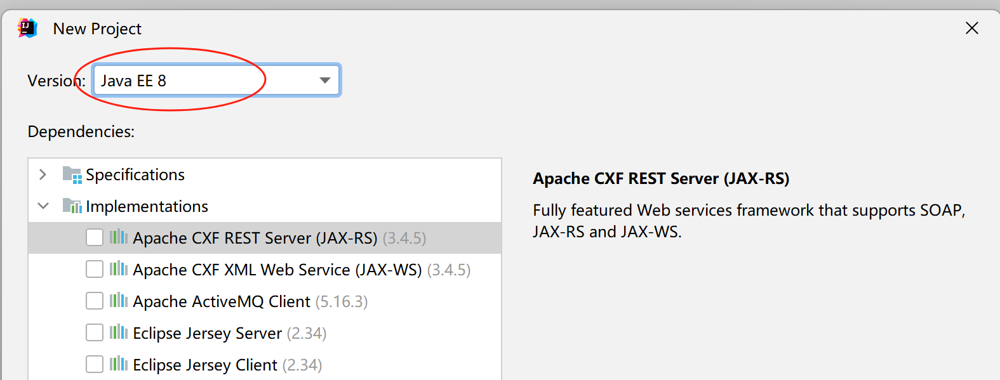 New Project
Version: Java EE 8
Dependencies:
Specifications
Implementations
Apache CXF REST Server (JAX-RS) (3.4.5)
Apache CXF XML Web Service (JAX-WS) (3.4.5)
Apache ActiveMQ Client (5.16.3)
Eclipse Jersey Server (2.34)
Eclipse Jersey Client (2.34)
Apache CXF REST Server (JAX-RS)
Fully featured Web services framework that supports SOAP,
JAX-RS and JAX-WS.